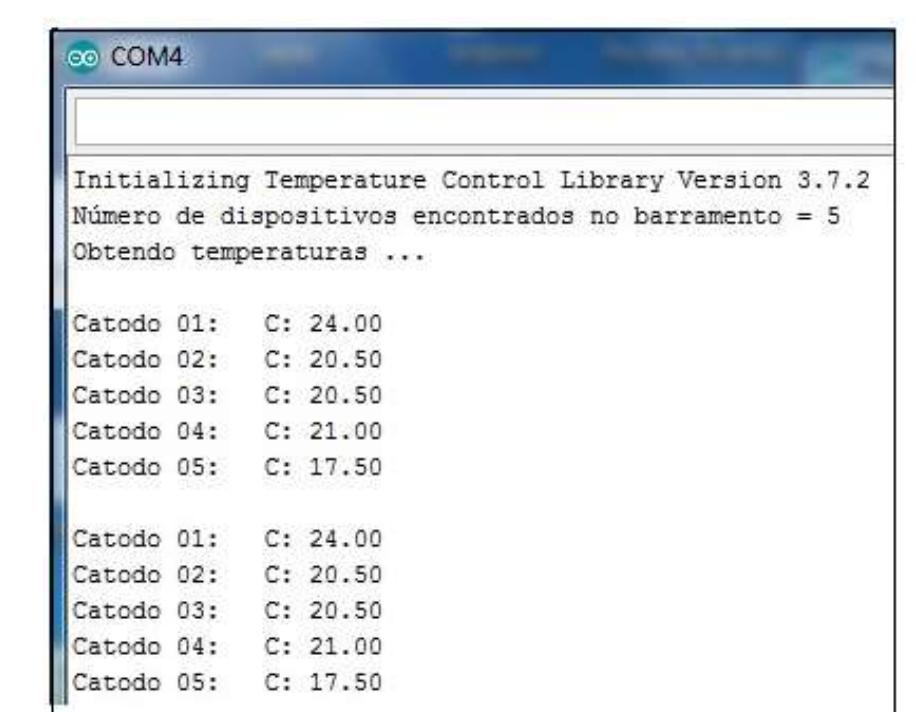 COM4
Initializing Temperature Control Library Version 3.7.2
Número de dispositivos encontrados no barramento = 5
Obtendo temperaturas ...
Catodo 01: C: 24.00
Catodo 02: C: 20.50
Catodo 03: C: 20.50
Catodo 04: C: 21.00
Catodo 05: C: 17.50
Catodo 01: C: 24.00
Catodo 02: C: 20.50
Catodo 03: C: 20.50
Catodo 04: C: 21.00
Catodo 05: C: 17.50